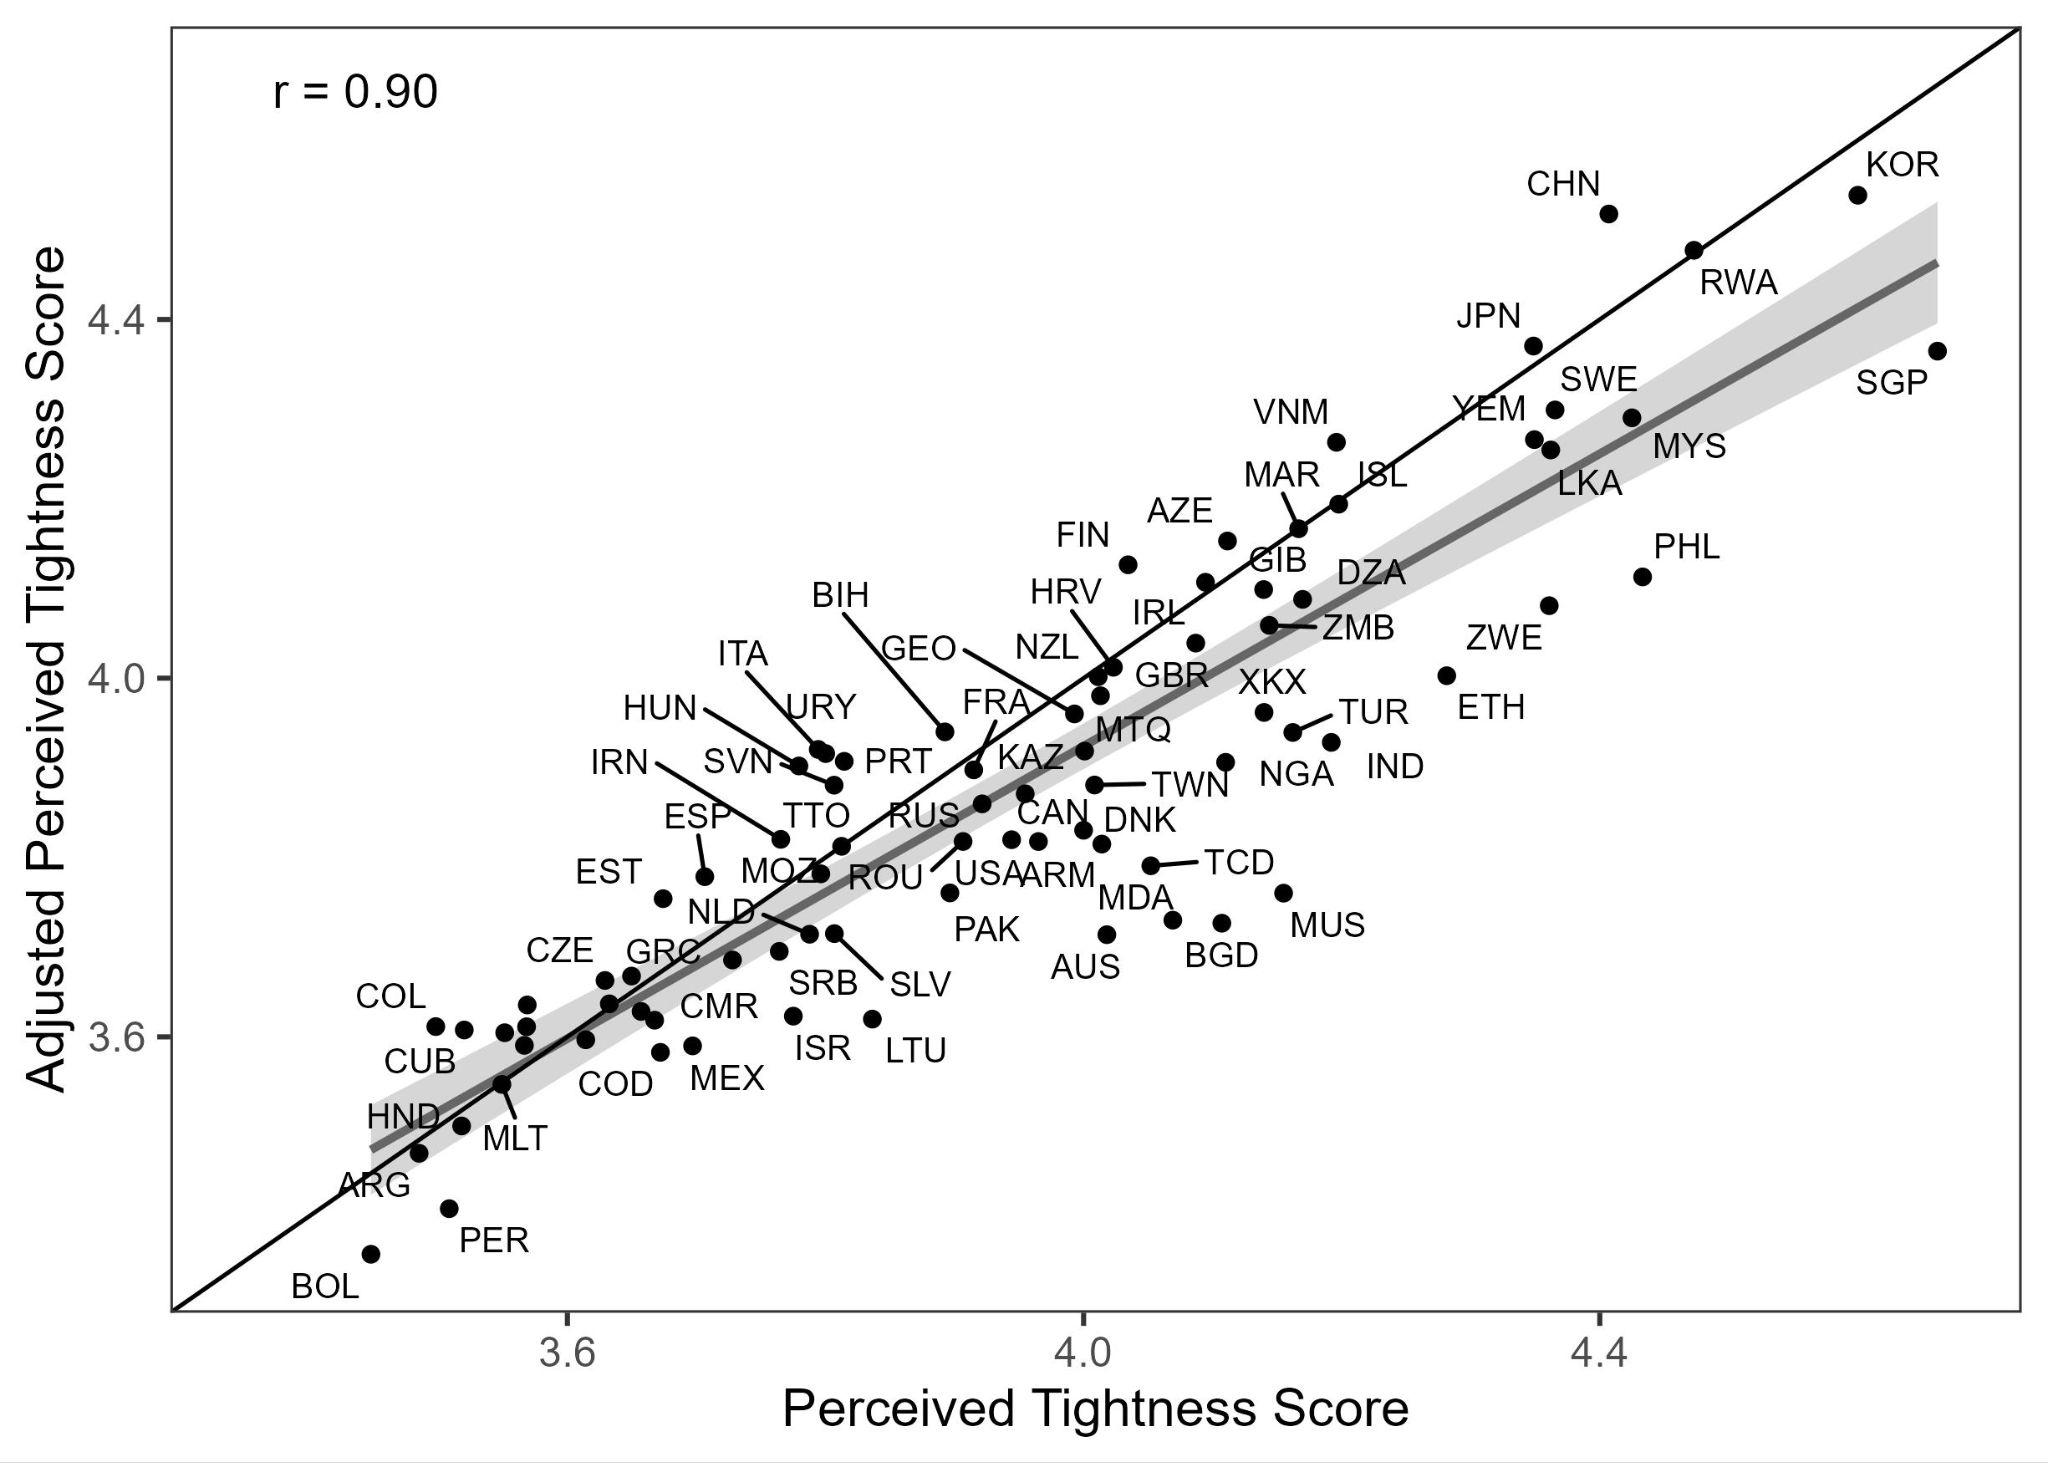 r = 0.90
KOR
CHN
RWA
JPN
SWE
SGP
YEM
VNM
MYS
MAR
ISL
LKA
AZE
FIN
PHL
GIB
DZA
BIH
HRV
IRL
ZMB
ZWE
GEO
NZL
ITA
GBR
XKX
HUN
URY
FRA
TUR
ETH
MTQ
IRN
SVN
PRT
KAZ
IND
NGA
TWN
ESP
TTO
RUS
CAN
DNK
EST
MOZ
ROU
USA
ARM
TCD
MDA
NLD
PAK
MUS
CZE
GRC
AUS
BGD
COL
SRB
SLV
CMR
CUB
ISR
LTU
COD
MEX
HND
MLT
ARG
PER
BOL
4.4
4.0
3.6
Adjusted Perceived Tightness Score
3.6
4.0
4.4
Perceived Tightness Score